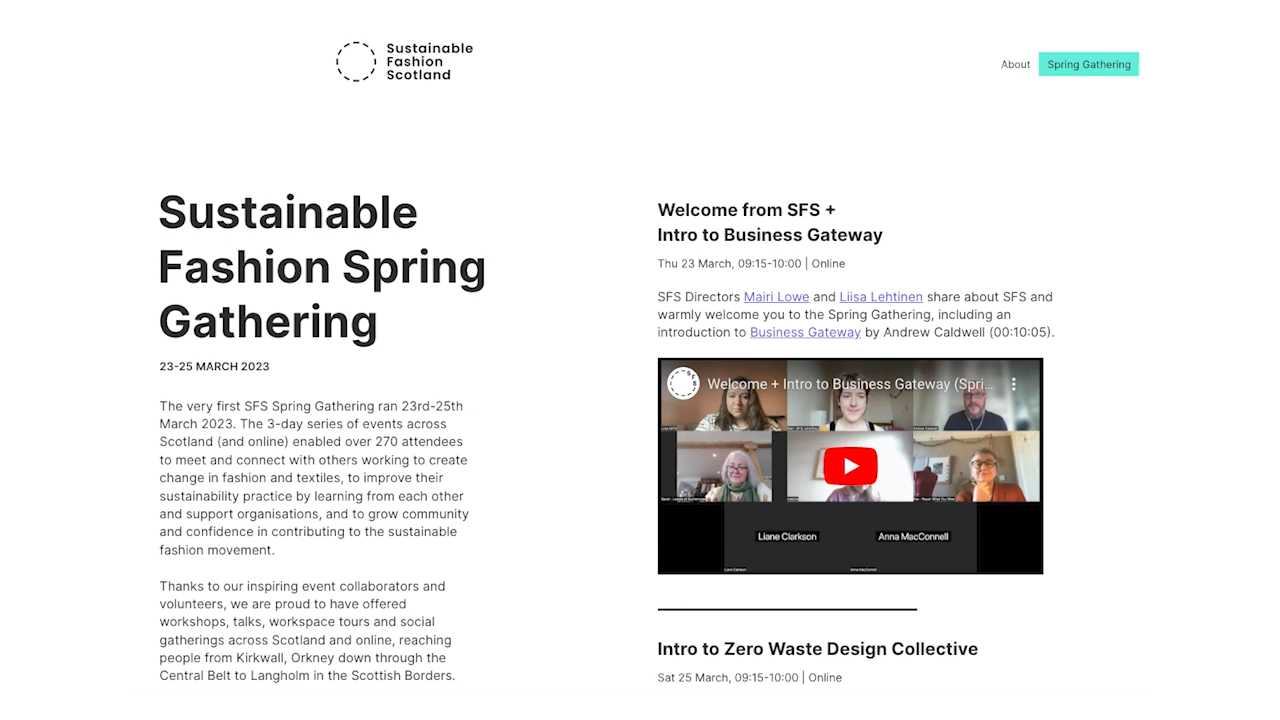 Sustainable
Fashion
Scotland
About
Spring Gathering
Sustainable
Fashion Spring
Gathering
23-25 MARCH 2023
The very first SFS Spring Gathering ran 23rd-25th
March 2023. The 3-day series of events across
Scotland (and online) enabled over 270 attendees
to meet and connect with others working to create
change in fashion and textiles, to improve their
sustainability practice by learning from each other
and support organisations, and to grow community
and confidence in contributing to the sustainable
fashion movement.
Thanks to our inspiring event collaborators and
volunteers, we are proud to have offered
workshops, talks, workspace tours and social
gatherings across Scotland and online, reaching
people from Kirkwall, Orkney down through the
Central Belt to Langholm in the Scottish Borders.
Welcome from SFS +
Intro to Business Gateway
Thu 23 March, 09:15-10:00 | Online
SFS Directors Mairi Lowe and Liisa Lehtinen share about SFS and
warmly welcome you to the Spring Gathering, including an
introduction to Business Gateway by Andrew Caldwell (00:10:05).
Welcome + Intro to Business Gateway (Spri...
Liane Clarkson
Anna MacConnell
Intro to Zero Waste Design Collective
Sat 25 March, 09:15-10:00 | Online